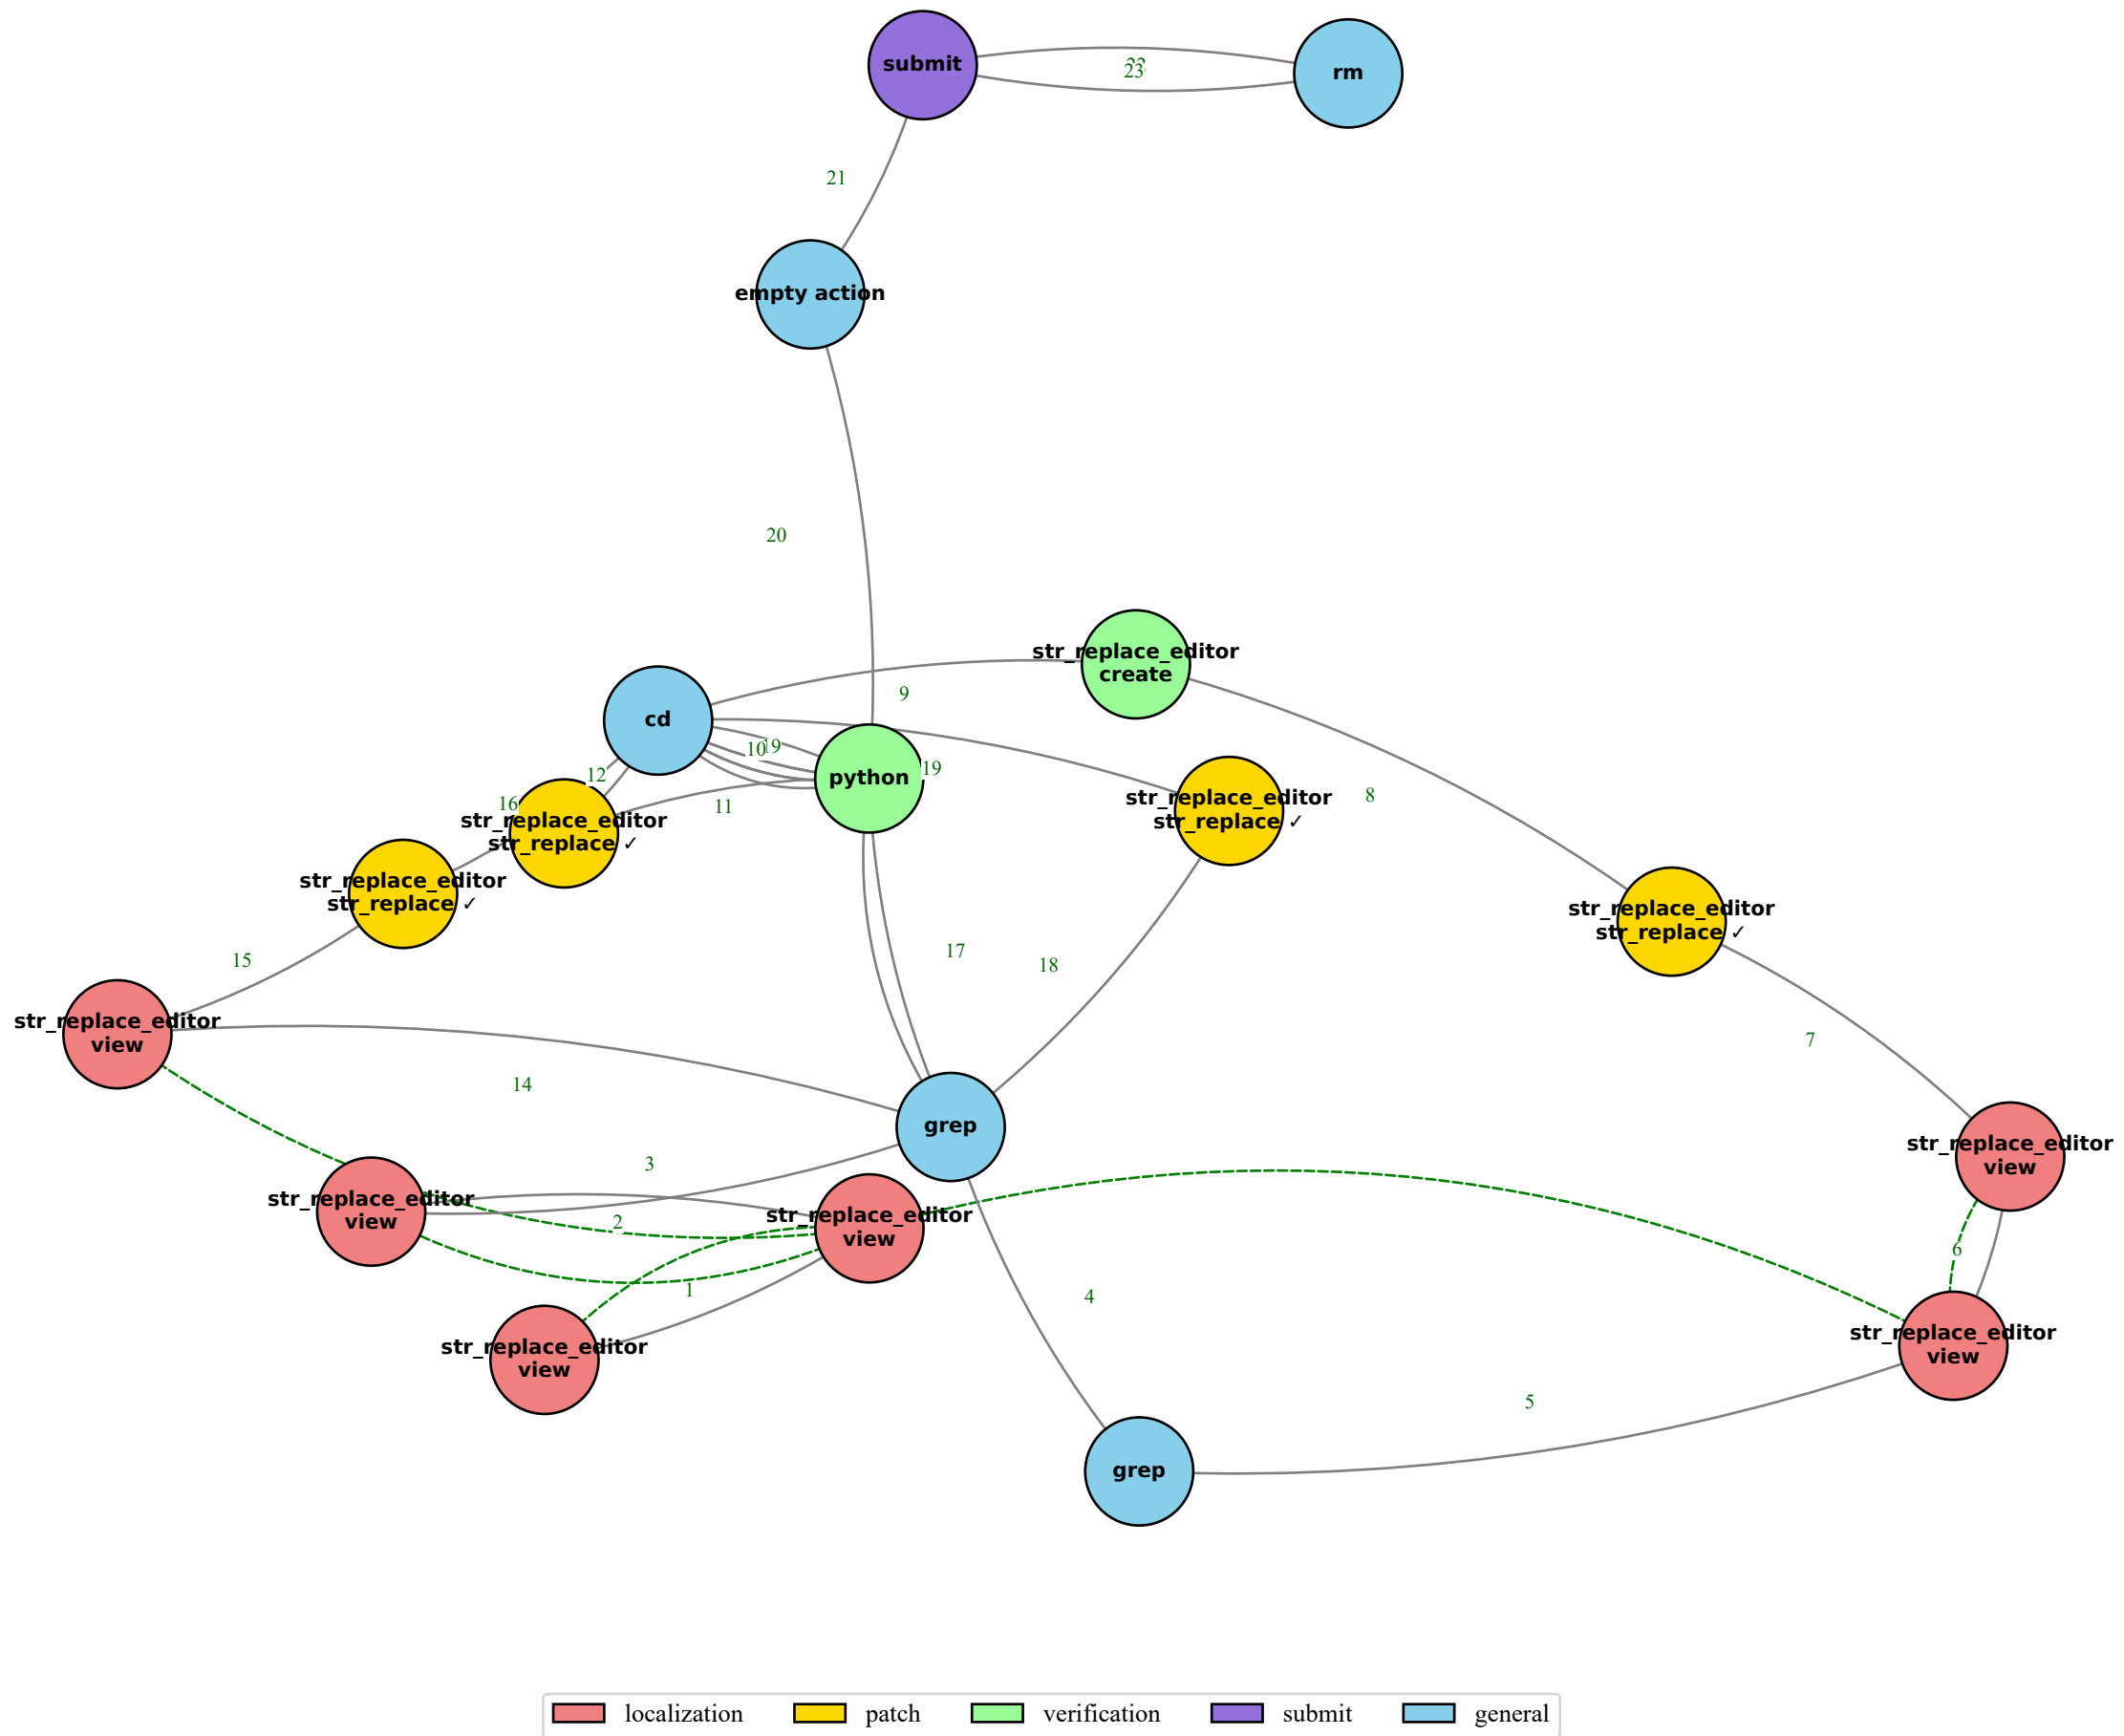 submit
rm
23
21
empty action
20
str_replace_editor
create
9
cd
10
19
19
python
12
16
11
8
str_replace_editor
str_replace ✓
str_replace_editor
str_replace ✓
str_replace_editor
str_replace ✓
str_replace_editor
str_replace ✓
15
17
18
7
str_replace_editor
view
14
grep
3
str_replace_editor
view
str_replace_editor
view
2
str_replace_editor
view
6
1
4
str_replace_editor
view
str_replace_editor
view
5
grep
localization
patch
verification
submit
general